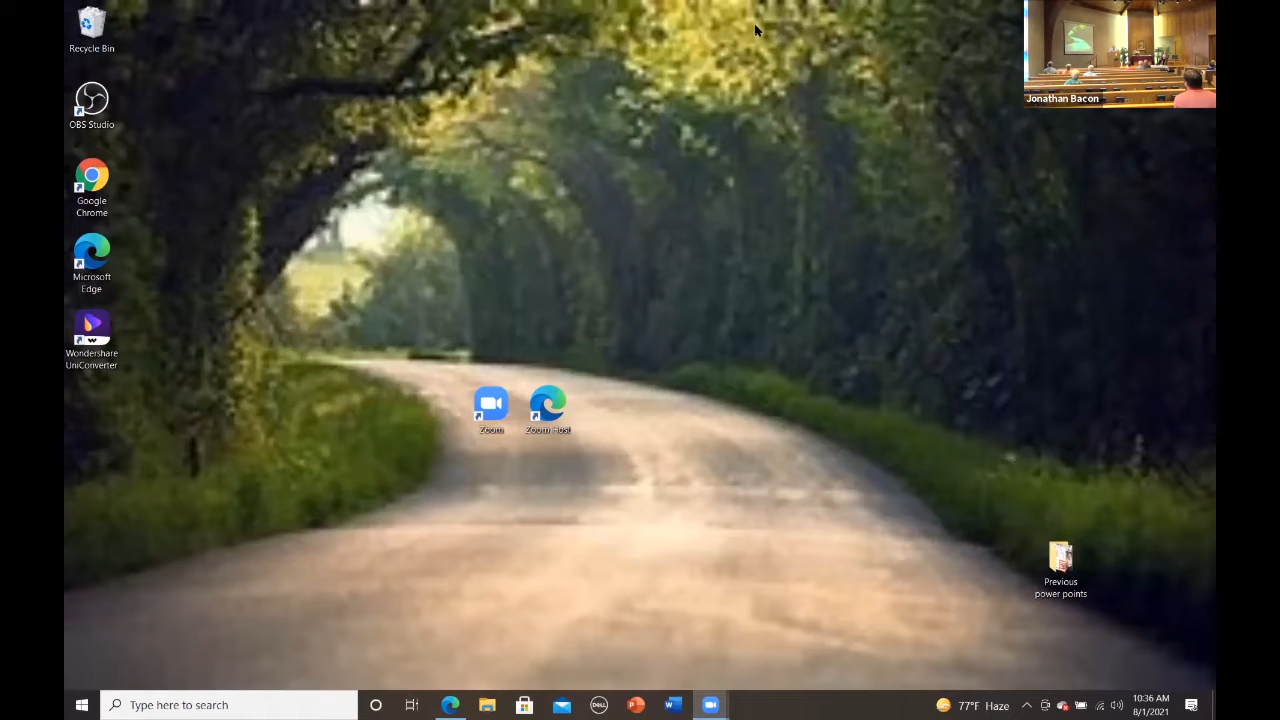 Recycle Bin
OBS Studio
Google
Chrome
Microsoft
Edge
Wondershare
UniConverter
Jonathan Bacon
Zoom
Zoom Host
Previous
power points
Type here to search
DELL
77°F Haze
10:36 AM
8/1/2021